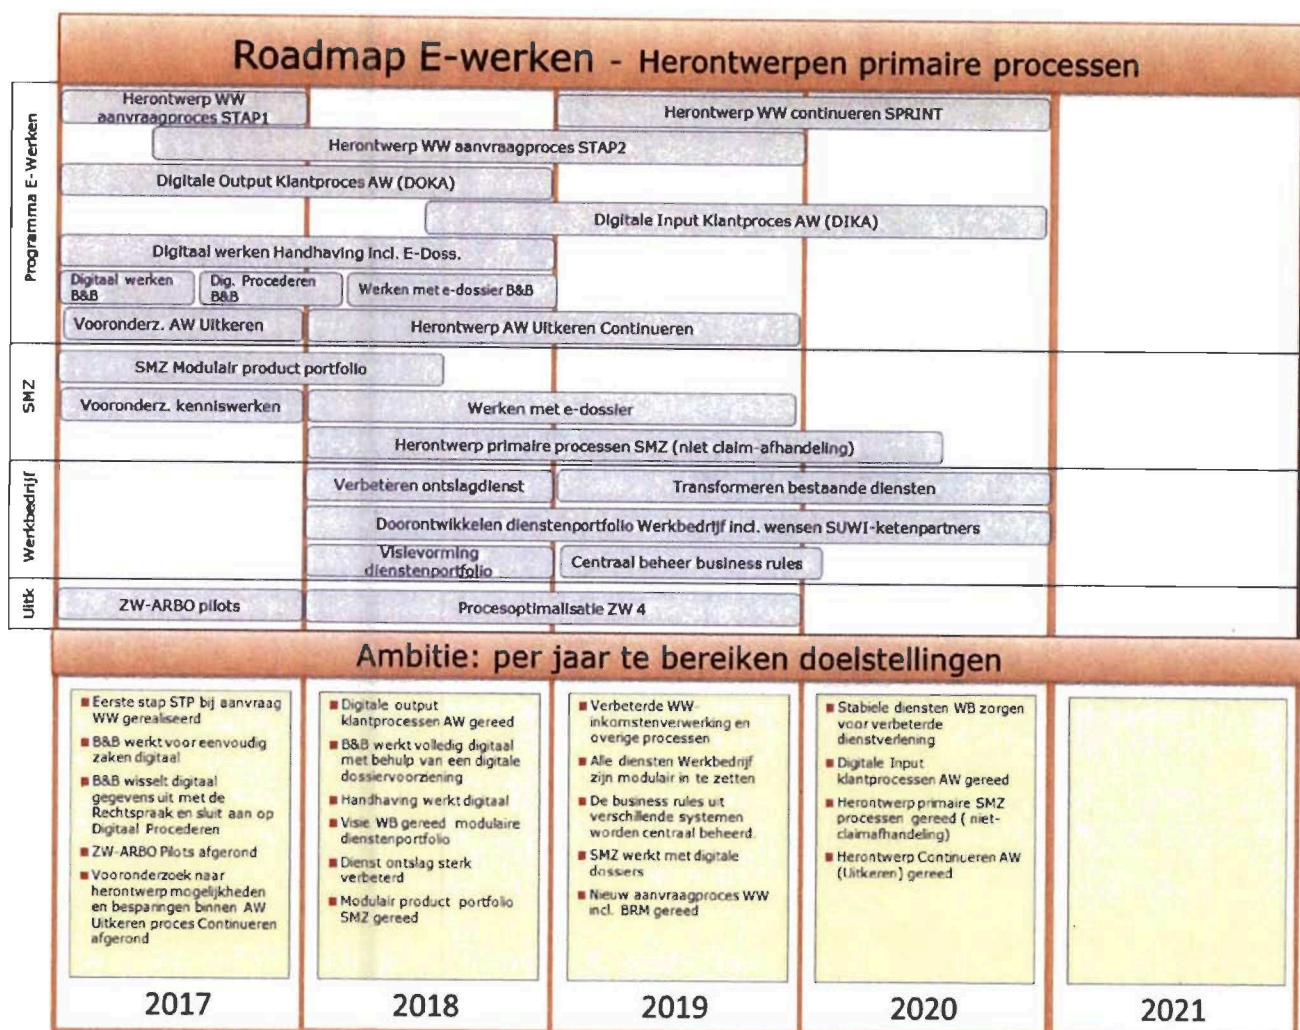 Roadmap E-werken - Herontwerpen primaire processen
Programma E-Werken
Herontwerp WW
aanvraagproces STAP1
Herontwerp WW continueren SPRINT
Herontwerp WW aanvraagproces STAP2
Digitale Output Klantproces AW (DOKA)
Digitale Input Klantproces AW (DIKA)
Digitaal werken Handhaving incl. E-Doss.
Digitaal werken
B&B
Dig. Procederen
B&B
Werken met e-dossier B&B
Vooronderz. AW Uitkeren
Herontwerp AW Uitkeren Continueren
SMZ
SMZ Modulair product portfolio
Vooronderz. kenniswerken
Werken met e-dossier
Herontwerp primaire processen SMZ (niet claim-afhandeling)
Werkbedrijf
Verbeteren ontslagdienst
Transformeren bestaande diensten
Doorontwikkelen dienstenportfolio Werkbedrijf incl. wensen SUWI-ketenpartners
Visievorming
dienstenportfolio
Centraal beheer business rules
Uitk
ZW-ARBO pilots
Procesoptimalisatie ZW 4
Ambitie: per jaar te bereiken doelstellingen
Eerste stap STP bij aanvraag
WW gerealiseerd
B&B werkt voor eenvoudig
zaken digitaal
B&B wisselt digitaal
gegevens uit met de
Rechtspraak en sluit aan op
Digitaal Procederen
ZW-ARBO Pilots afgerond
Vooronderzoek naar
herontwerp mogelijkheden
en besparingen binnen AW
Uitkeren proces Continueren
afgerond
Digitale output
klantprocessen AW gereed
B&B werkt volledig digitaal
met behulp van een digitale
dossiervoorziening
Handhaving werkt digitaal
Visie WB gereed modulaire
dienstenportfolio
Dienst ontslag sterk
verbeterd
Modulair product portfolio
SMZ gereed
Verbeterde WW-
inkomstenverwerking en
overige processen
Alle diensten Werkbedrijf
zijn modulair in te zetten
De business rules uit
verschillende systemen
worden centraal beheerd.
SMZ werkt met digitale
dossiers
Nieuw aanvraagproces WW
incl. BRM gereed
Stabiele diensten WB zorgen
voor verbeterde
dienstverlening
Digitale Input
klantprocessen AW gereed
Herontwerp primaire SMZ
processen gereed ( niet-
claimafhandeling)
Herontwerp Continueren AW
(Uitkeren) gereed
2017
2018
2019
2020
2021